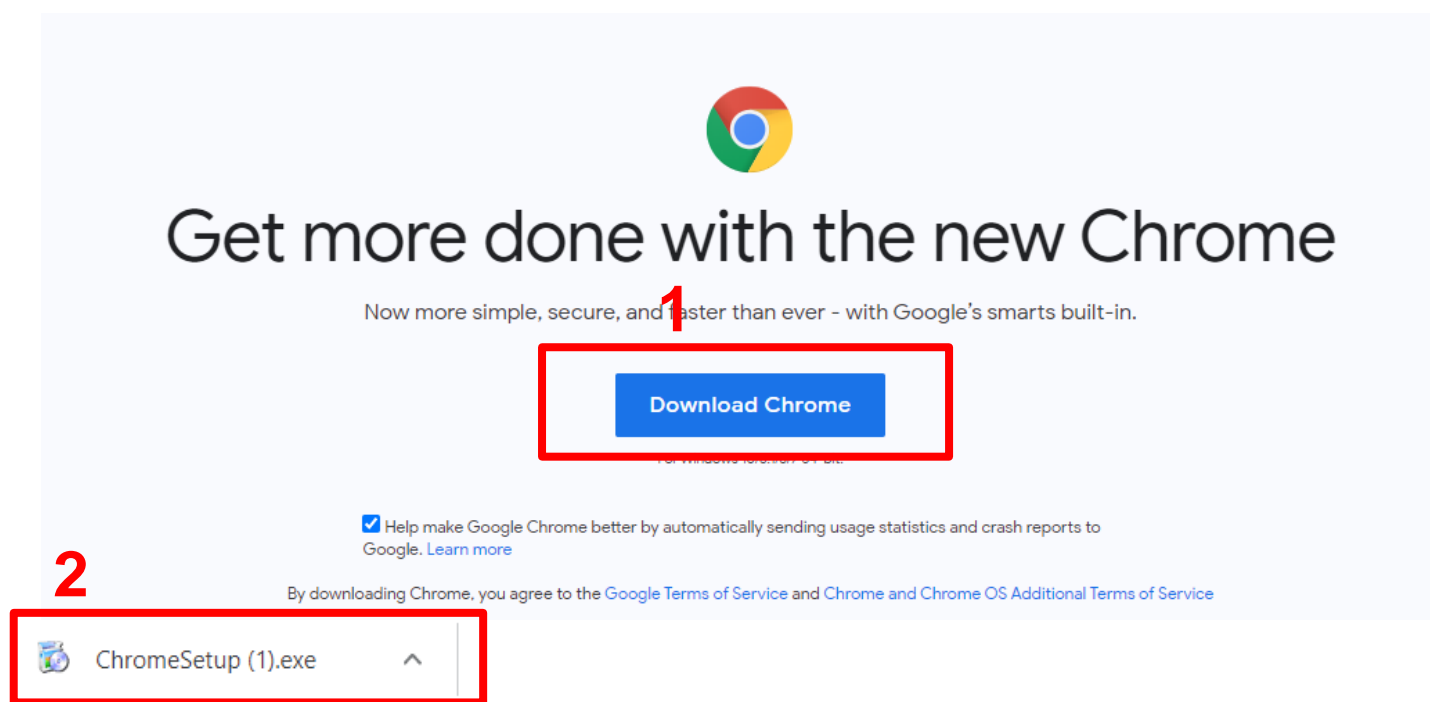 Get more done with the new Chrome
1
Now more simple, secure, and faster than ever - with Google's smarts built-in.
Download Chrome
Help make Google Chrome better by automatically sending usage statistics and crash reports to
Google. Learn more
2
By downloading Chrome, you agree to the Google Terms of Service and Chrome and Chrome OS Additional Terms of Service
ChromeSetup (1).exe